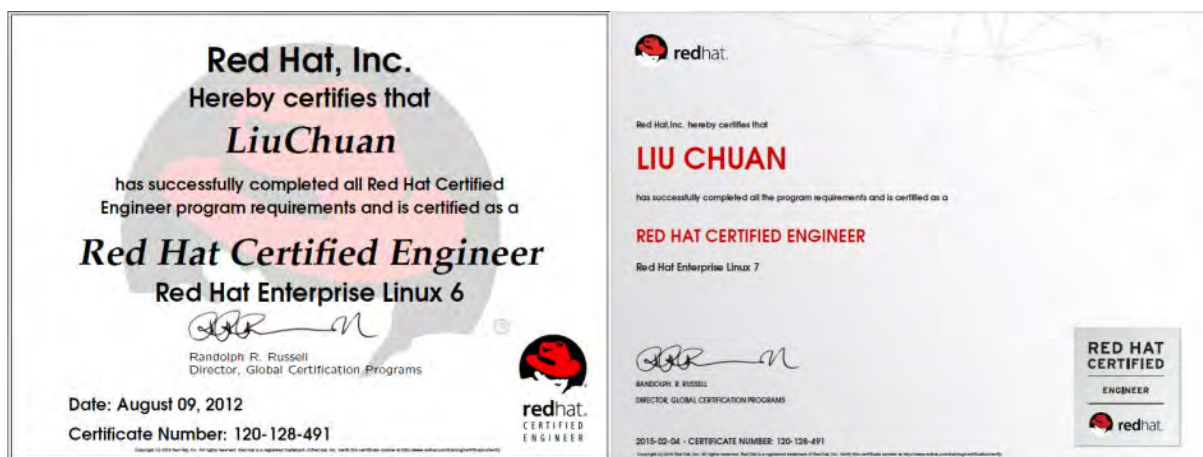 Red Hat, Inc.
Hereby certifies that
LiuChuan
has successfully completed all Red Hat Certified
Engineer program requirements and is certified as a
Red Hat Certified Engineer
Red Hat Enterprise Linux 6
Randolph R. Russell
Director, Global Certification Programs
Date: August 09, 2012
Certificate Number: 120-128-491
redhat.
CERTIFIED
ENGINEER
redhat.
Red Hat,Inc. hereby certifies that
LIU CHUAN
has successfully completed all the program requirements and is certified as a
RED HAT CERTIFIED ENGINEER
Red Hat Enterprise Linux 7
RANDOLPH. R. RUSSELL
DIRECTOR, GLOBAL CERTIFICATION PROGRAMS
2015-02-04 - CERTIFICATE NUMBER: 120-128-491
RED HAT
CERTIFIED
ENGINEER
redhat.